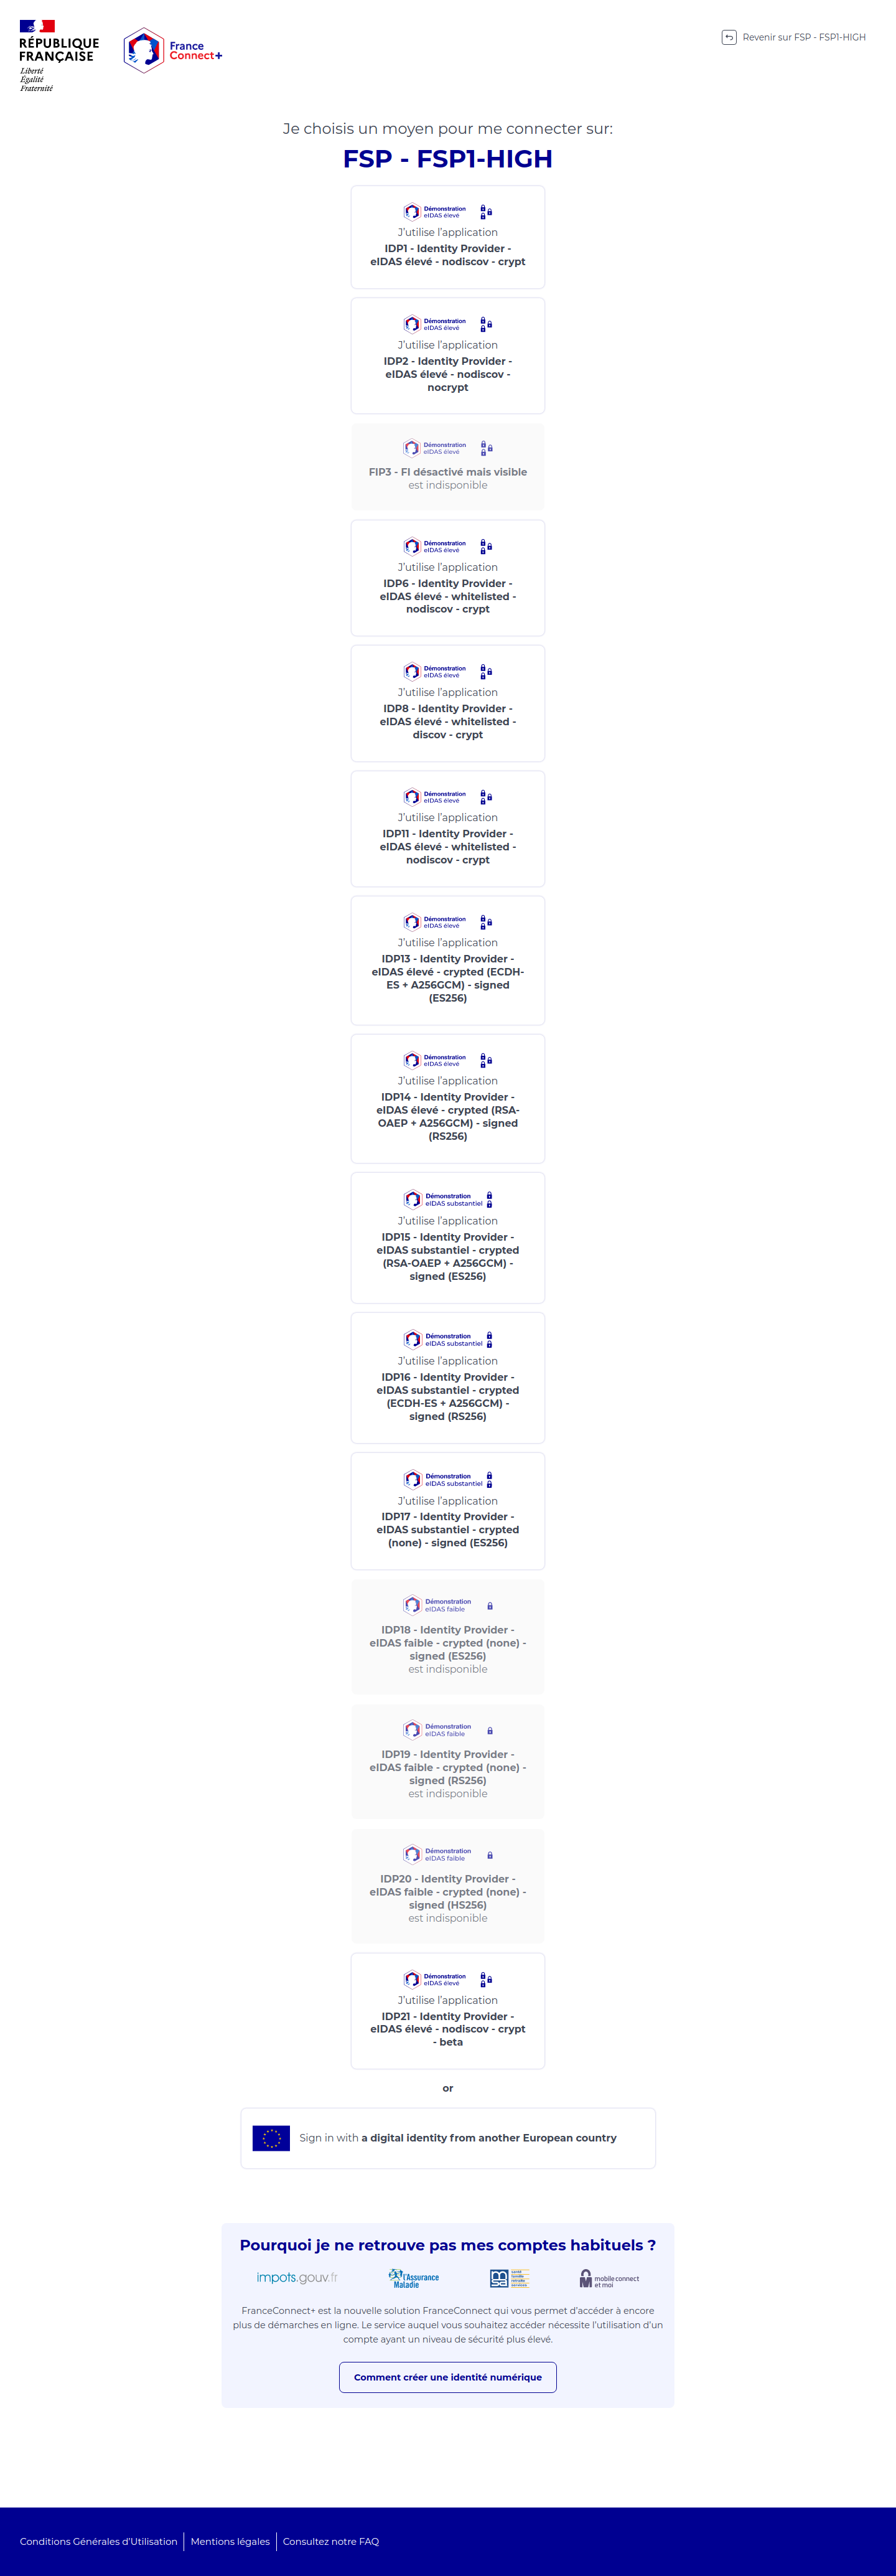 RÉPUBLIQUE
FRANÇAISE
Liberté
Égalité
Fraternité
France
Connect+
Revenir sur FSP - FSP1-HIGH
Je choisis un moyen pour me connecter sur:
FSP - FSP1-HIGH
Démonstration
eIDAS élevé
J’utilise l’application
IDP1 - Identity Provider -
eIDAS élevé - nodiscov - crypt
Démonstration
eIDAS élevé
J’utilise l’application
IDP2 - Identity Provider -
eIDAS élevé - nodiscov -
nocrypt
Démonstration
eIDAS élevé
FIP3 - FI désactivé mais visible
est indisponible
Démonstration
eIDAS élevé
J’utilise l’application
IDP6 - Identity Provider -
eIDAS élevé - whitelisted -
nodiscov - crypt
Démonstration
eIDAS élevé
J’utilise l’application
IDP8 - Identity Provider -
eIDAS élevé - whitelisted -
discov - crypt
Démonstration
eIDAS élevé
J’utilise l’application
IDP11 - Identity Provider -
eIDAS élevé - whitelisted -
nodiscov - crypt
Démonstration
eIDAS élevé
J’utilise l’application
IDP13 - Identity Provider -
eIDAS élevé - crypted (ECDH-
ES + A256GCM) - signed
(ES256)
Démonstration
eIDAS élevé
J’utilise l’application
IDP14 - Identity Provider -
eIDAS élevé - crypted (RSA-
OAEP + A256GCM) - signed
(RS256)
Démonstration
eIDAS substantiel
J’utilise l’application
IDP15 - Identity Provider -
eIDAS substantiel - crypted
(RSA-OAEP + A256GCM) -
signed (ES256)
Démonstration
eIDAS substantiel
J’utilise l’application
IDP16 - Identity Provider -
eIDAS substantiel - crypted
(ECDH-ES + A256GCM) -
signed (RS256)
Démonstration
eIDAS substantiel
J’utilise l’application
IDP17 - Identity Provider -
eIDAS substantiel - crypted
(none) - signed (ES256)
Démonstration
eIDAS faible
IDP18 - Identity Provider -
eIDAS faible - crypted (none) -
signed (ES256)
est indisponible
Démonstration
eIDAS faible
IDP19 - Identity Provider -
eIDAS faible - crypted (none) -
signed (RS256)
est indisponible
Démonstration
eIDAS faible
IDP20 - Identity Provider -
eIDAS faible - crypted (none) -
signed (HS256)
est indisponible
Démonstration
eIDAS élevé
J’utilise l’application
IDP21 - Identity Provider -
eIDAS élevé - nodiscov - crypt
- beta
or
Sign in with a digital identity from another European country
Pourquoi je ne retrouve pas mes comptes habituels ?
impots.gouv.fr
l'Assurance
Maladie
santé
famille
retraite
services
mobile connect
et moi
FranceConnect+ est la nouvelle solution FranceConnect qui vous permet d’accéder à encore
plus de démarches en ligne. Le service auquel vous souhaitez accéder nécessite l’utilisation d’un
compte ayant un niveau de sécurité plus élevé.
Comment créer une identité numérique
Conditions Générales d’Utilisation
Mentions légales
Consultez notre FAQ